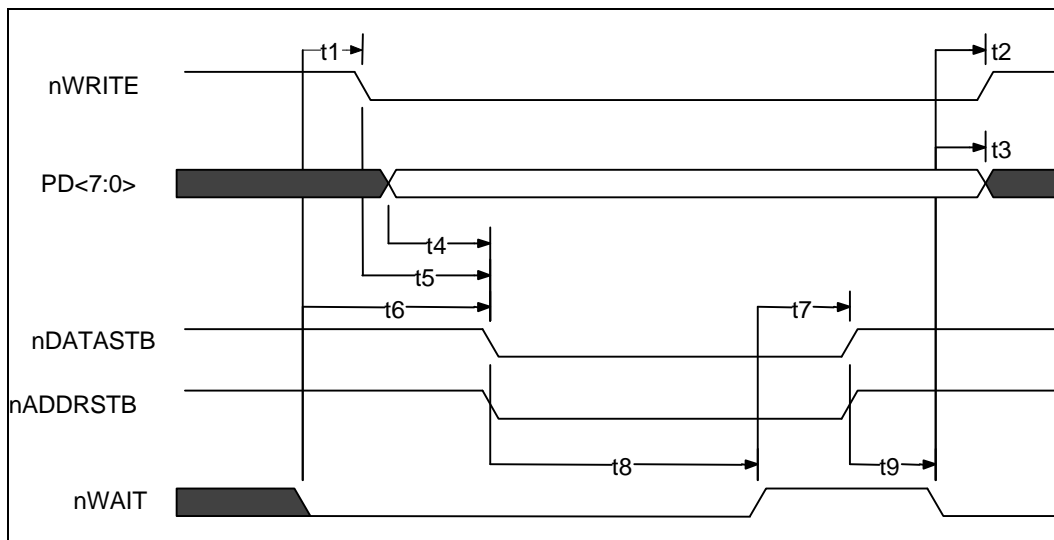 t1
t2
nWRITE
t3
PD<7:0>
t4
t5
t6
t7
nDATASTB
nADDRSTB
t8
t9
nWAIT